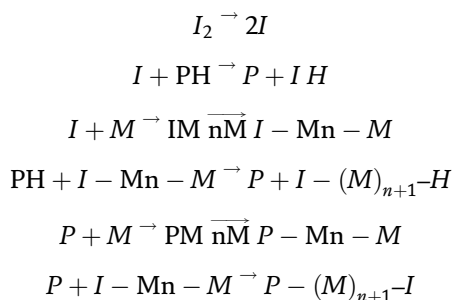 I₂ → 2I
I + PH → P + I H
I + M → IM nM⃗ I − Mn − M
PH + I − Mn − M → P + I − (M)ₙ₊₁–H
P + M → PM nM⃗ P − Mn − M
P + I − Mn − M → P − (M)ₙ₊₁–I